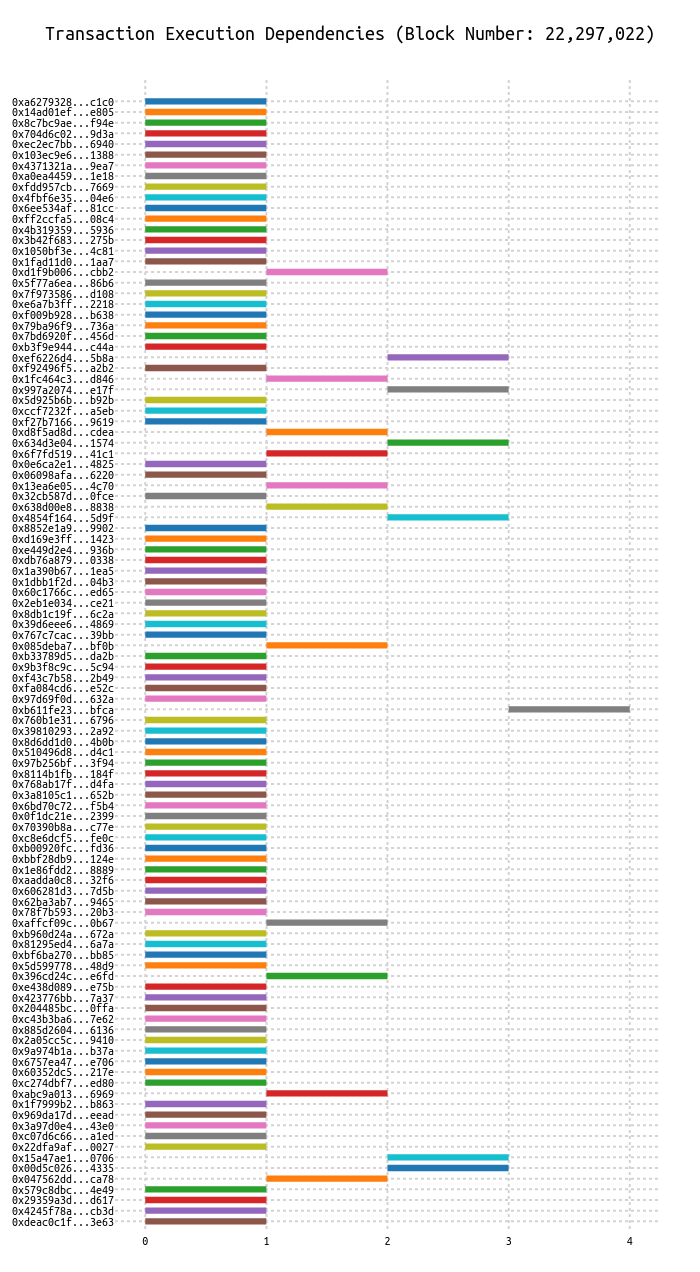 Transaction Execution Dependencies (Block Number: 22,297,022)
0xa6279328...c1c0
0x14ad01ef...e805
0x8c7bc9ae...f94e
0x704d6c02...9d3a
0xec2ec7bb...6940
0x103ec9e6...1388
0x4371321a...9ea7
0xa0ea4459...1e18
0xfdd957cb...7669
0x4fbf6e35...04e6
0x6ee534af...81cc
0xff2ccfa5...08c4
0x4b319359...5936
0x3b42f683...275b
0x1050bf3e...4c81
0x1fad11d0...1aa7
0xd1f9b006...cbb2
0x5f77a6ea...86b6
0x7f973586...d108
0xe6a7b3ff...2218
0xf009b928...b638
0x79ba96f9...736a
0x7bd6920f...456d
0xb3f9e944...c44a
0xef6226d4...5b8a
0xf92496f5...a2b2
0x1fc464c3...d846
0x997a2074...e17f
0x5d925b6b...b92b
0xccf7232f...a5eb
0xf27b7166...9619
0xd8f5ad8d...cdea
0x634d3e04...1574
0x6f7fd519...41c1
0x0e6ca2e1...4825
0x06098afa...6220
0x13ea6e05...4c70
0x32cb587d...0fce
0x638d00e8...8838
0x4854f164...5d9f
0x8852e1a9...9902
0xd169e3ff...1423
0xe449d2e4...936b
0xdb76a879...0338
0x1a390b67...1ea5
0x1dbb1f2d...04b3
0x60c1766c...ed65
0x2eb1e034...ce21
0x8db1c19f...6c2a
0x39d6eee6...4869
0x767c7cac...39bb
0x085deba7...bf0b
0xb33789d5...da2b
0x9b3f8c9c...5c94
0xf43c7b58...2b49
0xfa084cd6...e52c
0x97d69f0d...632a
0xb611fe23...bfca
0x760b1e31...6796
0x39810293...2a92
0x8d6dd1d0...4b0b
0x510496d8...d4c1
0x97b256bf...3f94
0x8114b1fb...184f
0x768ab17f...d4fa
0x3a8105c1...652b
0x6bd70c72...f5b4
0x0f1dc21e...2399
0x70390b8a...c77e
0xc8e6dcf5...fe0c
0xb00920fc...fd36
0xbbf28db9...124e
0x1e86fdd2...8889
0xaadda0c8...32f6
0x606281d3...7d5b
0x62ba3ab7...9465
0x78f7b593...20b3
0xaffcf09c...0b67
0xb960d24a...672a
0x81295ed4...6a7a
0xbf6ba270...bb85
0x5d599778...48d9
0x396cd24c...e6fd
0xe438d089...e75b
0x423776bb...7a37
0x204485bc...0ffa
0xc43b3ba6...7e62
0x885d2604...6136
0x2a05cc5c...9410
0x9a974b1a...b37a
0x6757ea47...e706
0x60352dc5...217e
0xc274dbf7...ed80
0xabc9a013...6969
0x1f7999b2...b863
0x969da17d...eead
0x3a97d0e4...43e0
0xc07d6c66...a1ed
0x22dfa9af...0027
0x15a47ae1...0706
0x00d5c026...4335
0x047562dd...ca78
0x579c8dbc...4e49
0x29359a3d...d617
0x4245f78a...cb3d
0xdeac0c1f...3e63
0 1 2 3 4